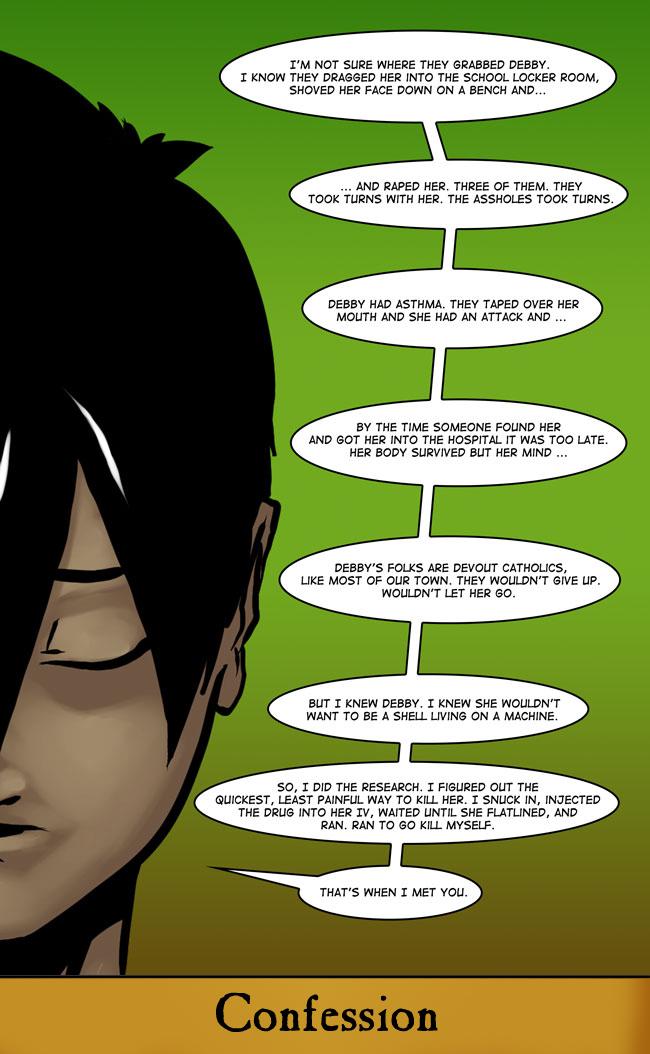 I'M NOT SURE WHERE THEY GRABBED DEBBY.
I KNOW THEY DRAGGED HER INTO THE SCHOOL LOCKER ROOM,
SHOVED HER FACE DOWN ON A BENCH AND...
... AND RAPED HER. THREE OF THEM. THEY
TOOK TURNS WITH HER. THE ASSHOLES TOOK TURNS.
DEBBY HAD ASTHMA. THEY TAPED OVER HER
MOUTH AND SHE HAD AN ATTACK AND ...
BY THE TIME SOMEONE FOUND HER
AND GOT HER INTO THE HOSPITAL IT WAS TOO LATE.
HER BODY SURVIVED BUT HER MIND ...
DEBBY'S FOLKS ARE DEVOUT CATHOLICS,
LIKE MOST OF OUR TOWN. THEY WOULDN'T GIVE UP.
WOULDN'T LET HER GO.
BUT I KNEW DEBBY. I KNEW SHE WOULDN'T
WANT TO BE A SHELL LIVING ON A MACHINE.
SO, I DID THE RESEARCH. I FIGURED OUT THE
QUICKEST, LEAST PAINFUL WAY TO KILL HER. I SNUCK IN, INJECTED
THE DRUG INTO HER IV, WAITED UNTIL SHE FLATLINED, AND
RAN. RAN TO GO KILL MYSELF.
THAT'S WHEN I MET YOU.
Confession